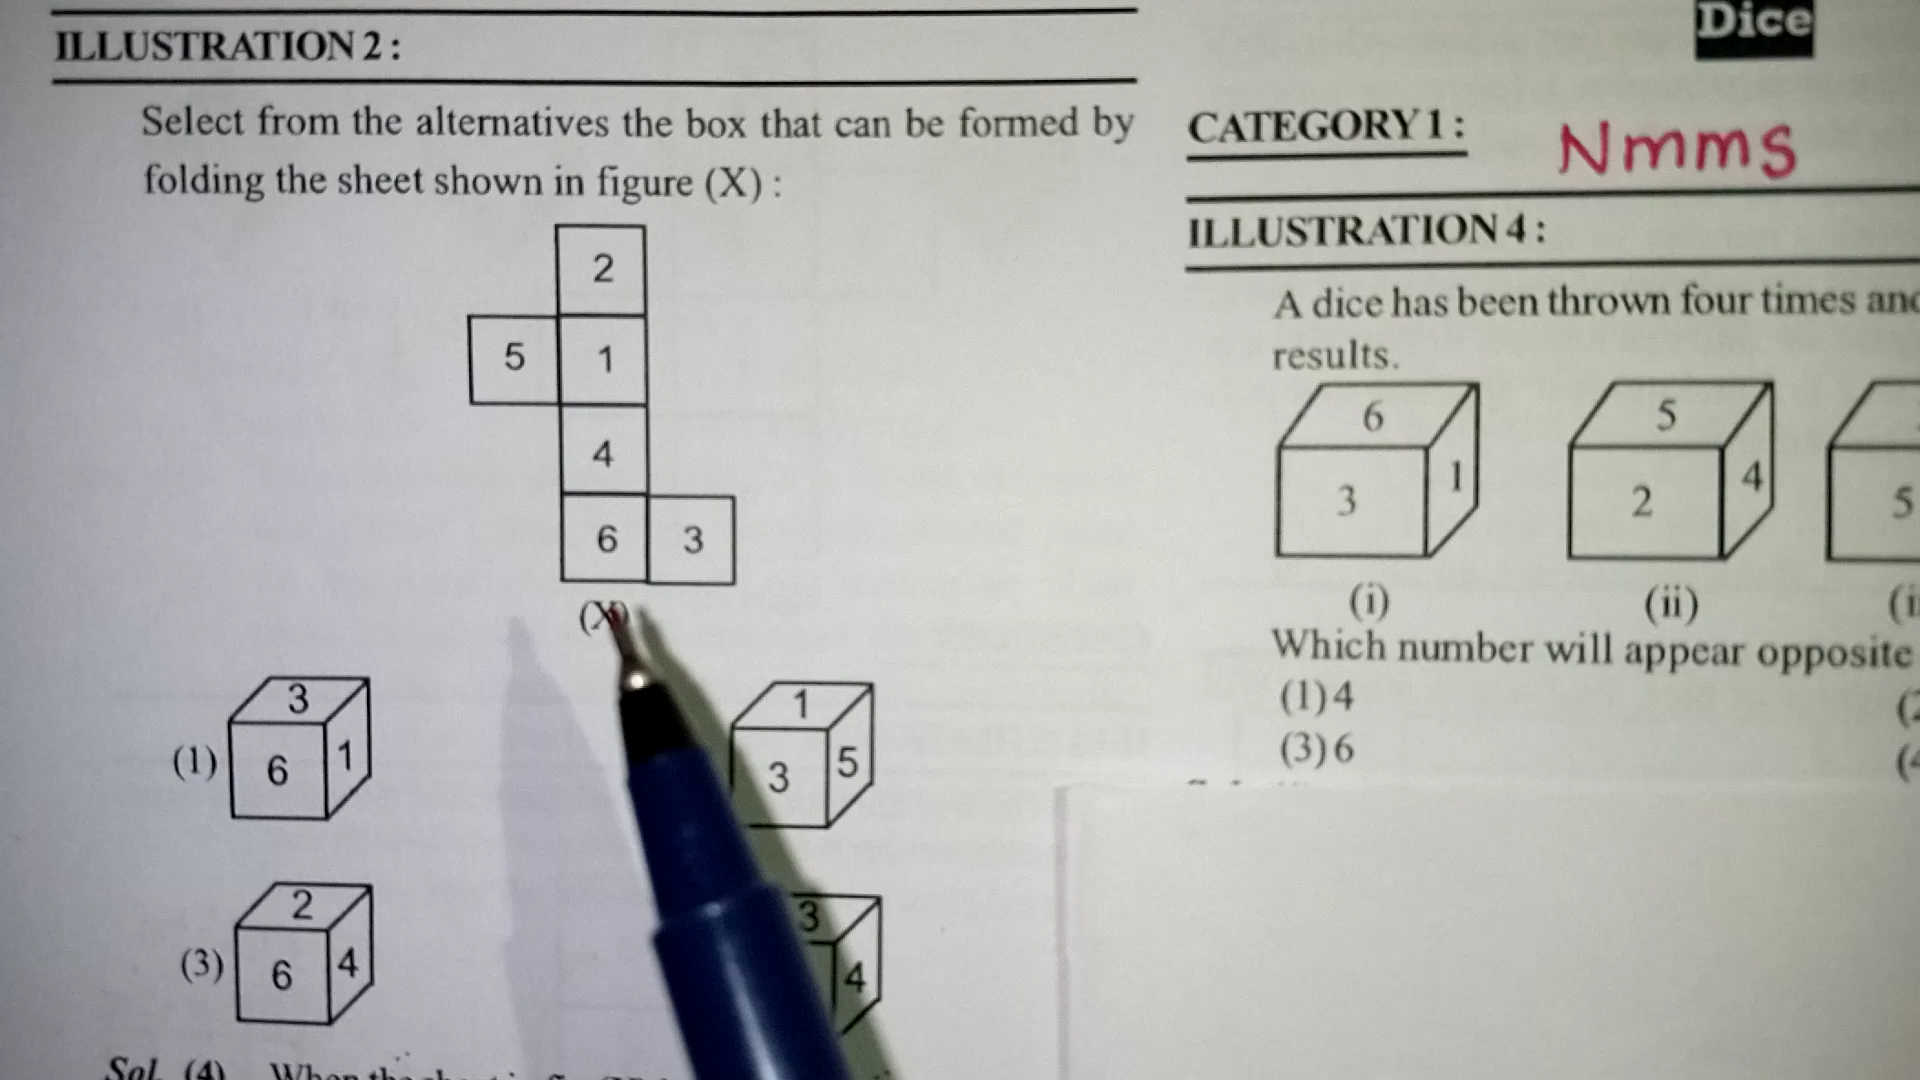 ILLUSTRATION 2 :
Select from the alternatives the box that can be formed by
folding the sheet shown in figure (X) :
2
5 1
4
6 3
(X)
(1) 3 6 1
1 3 5
(3) 2 6 4
3 4
Sol. (4)
Dice
CATEGORY 1 : Nmms
ILLUSTRATION 4 :
A dice has been thrown four times and
results.
6 3 1
5 2 4
5
(i) (ii)
Which number will appear opposite
(1) 4
(3) 6